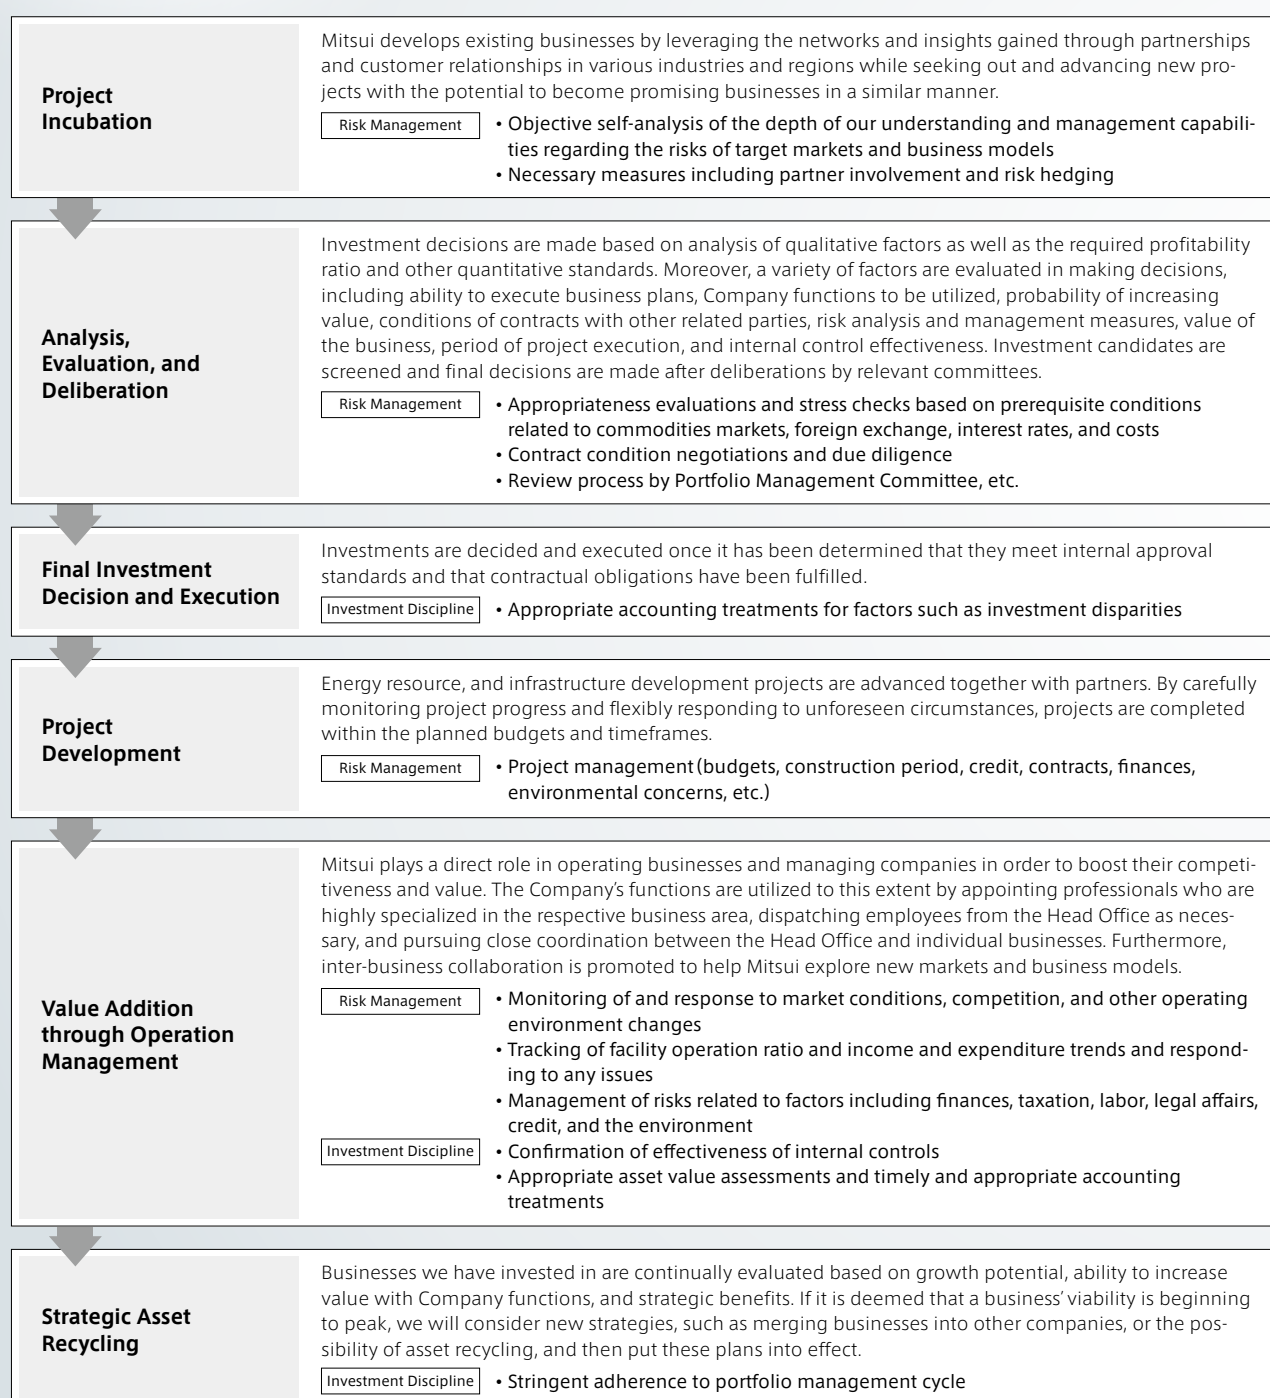 Project
Incubation
Mitsui develops existing businesses by leveraging the networks and insights gained through partnerships
and customer relationships in various industries and regions while seeking out and advancing new pro-
jects with the potential to become promising businesses in a similar manner.
Risk Management • Objective self-analysis of the depth of our understanding and management capabili-
ties regarding the risks of target markets and business models
• Necessary measures including partner involvement and risk hedging
Analysis,
Evaluation, and
Deliberation
Investment decisions are made based on analysis of qualitative factors as well as the required profitability
ratio and other quantitative standards. Moreover, a variety of factors are evaluated in making decisions,
including ability to execute business plans, Company functions to be utilized, probability of increasing
value, conditions of contracts with other related parties, risk analysis and management measures, value of
the business, period of project execution, and internal control effectiveness. Investment candidates are
screened and final decisions are made after deliberations by relevant committees.
Risk Management • Appropriateness evaluations and stress checks based on prerequisite conditions
related to commodities markets, foreign exchange, interest rates, and costs
• Contract condition negotiations and due diligence
• Review process by Portfolio Management Committee, etc.
Final Investment
Decision and Execution
Investments are decided and executed once it has been determined that they meet internal approval
standards and that contractual obligations have been fulfilled.
Investment Discipline • Appropriate accounting treatments for factors such as investment disparities
Project
Development
Energy resource, and infrastructure development projects are advanced together with partners. By carefully
monitoring project progress and flexibly responding to unforeseen circumstances, projects are completed
within the planned budgets and timeframes.
Risk Management • Project management (budgets, construction period, credit, contracts, finances,
environmental concerns, etc.)
Value Addition
through Operation
Management
Mitsui plays a direct role in operating businesses and managing companies in order to boost their competi-
tiveness and value. The Company's functions are utilized to this extent by appointing professionals who are
highly specialized in the respective business area, dispatching employees from the Head Office as neces-
sary, and pursuing close coordination between the Head Office and individual businesses. Furthermore,
inter-business collaboration is promoted to help Mitsui explore new markets and business models.
Risk Management • Monitoring of and response to market conditions, competition, and other operating
environment changes
• Tracking of facility operation ratio and income and expenditure trends and respond-
ing to any issues
• Management of risks related to factors including finances, taxation, labor, legal affairs,
credit, and the environment
Investment Discipline • Confirmation of effectiveness of internal controls
• Appropriate asset value assessments and timely and appropriate accounting
treatments
Strategic Asset
Recycling
Businesses we have invested in are continually evaluated based on growth potential, ability to increase
value with Company functions, and strategic benefits. If it is deemed that a business' viability is beginning
to peak, we will consider new strategies, such as merging businesses into other companies, or the pos-
sibility of asset recycling, and then put these plans into effect.
Investment Discipline • Stringent adherence to portfolio management cycle